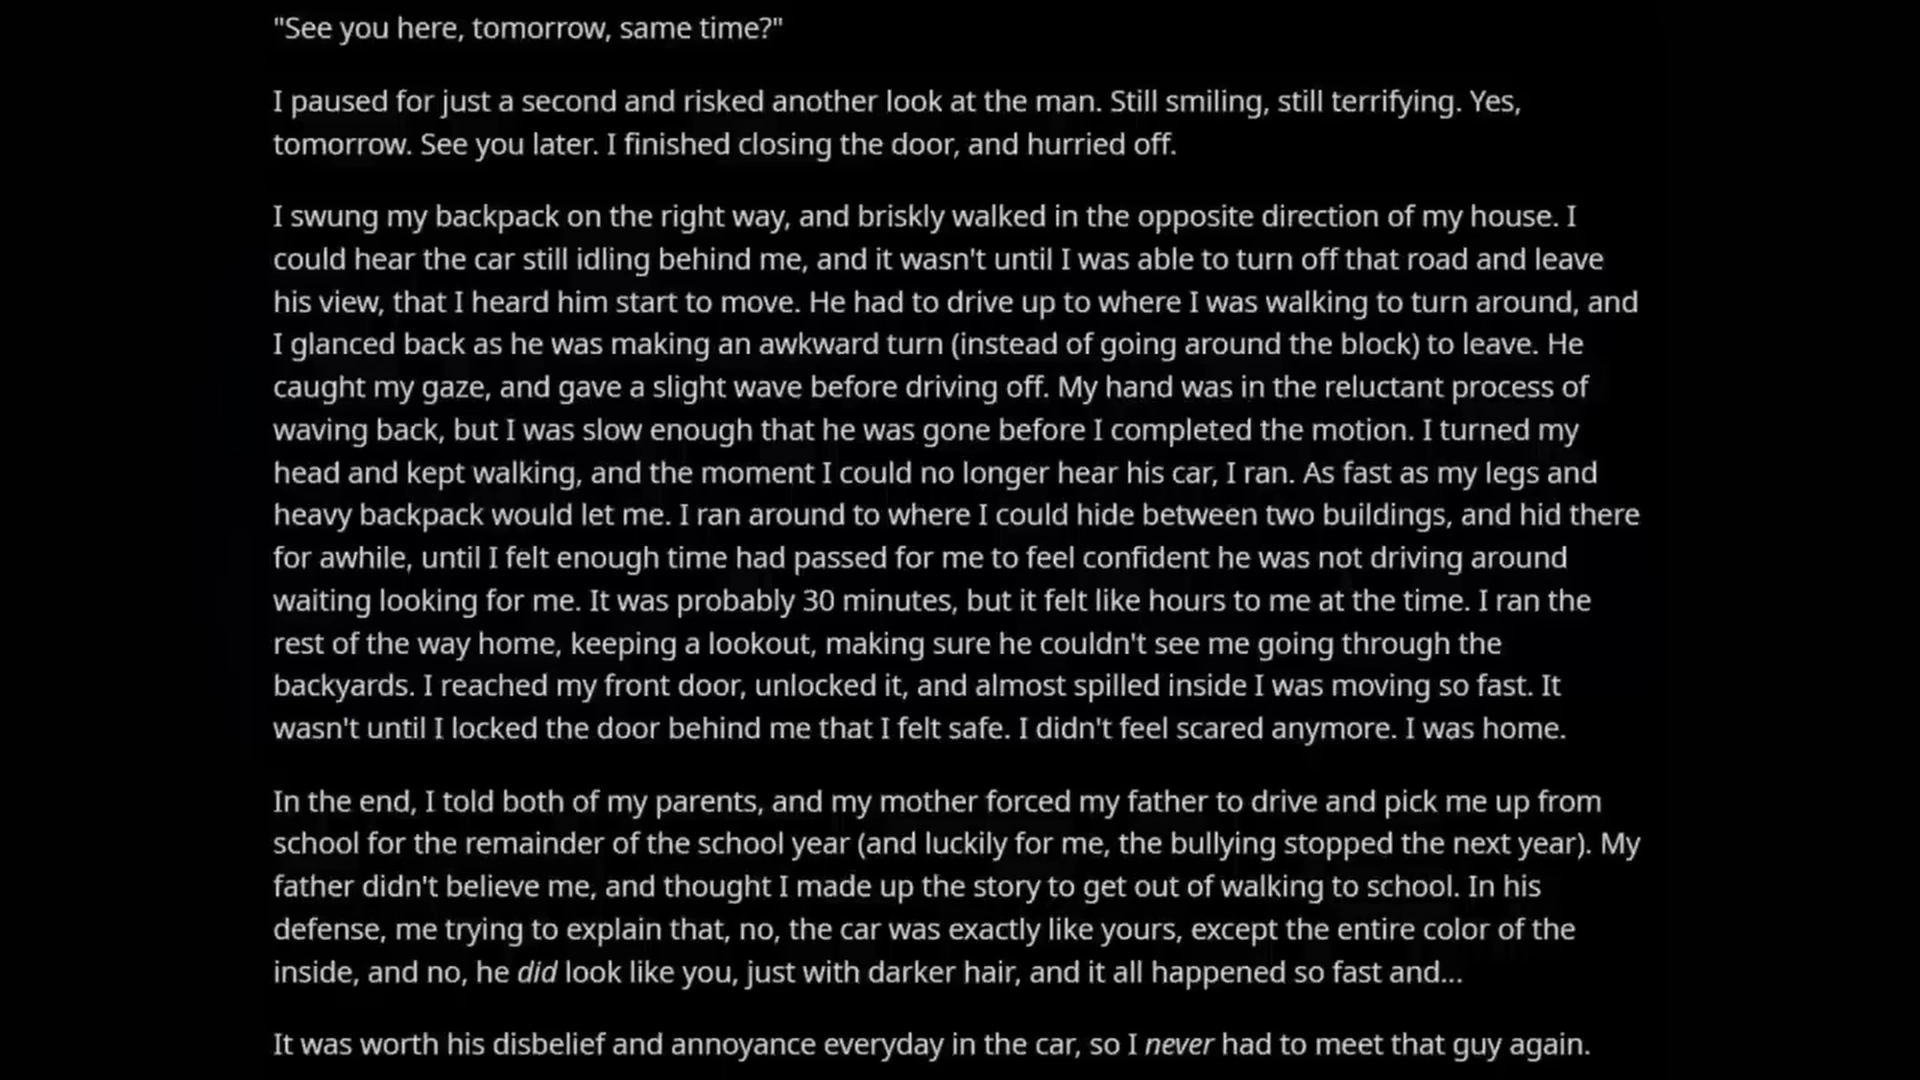 "See you here, tomorrow, same time?"
I paused for just a second and risked another look at the man. Still smiling, still terrifying. Yes,
tomorrow. See you later. I finished closing the door, and hurried off.
I swung my backpack on the right way, and briskly walked in the opposite direction of my house. I
could hear the car still idling behind me, and it wasn't until I was able to turn off that road and leave
his view, that I heard him start to move. He had to drive up to where I was walking to turn around, and
I glanced back as he was making an awkward turn (instead of going around the block) to leave. He
caught my gaze, and gave a slight wave before driving off. My hand was in the reluctant process of
waving back, but I was slow enough that he was gone before I completed the motion. I turned my
head and kept walking, and the moment I could no longer hear his car, I ran. As fast as my legs and
heavy backpack would let me. I ran around to where I could hide between two buildings, and hid there
for awhile, until I felt enough time had passed for me to feel confident he was not driving around
waiting looking for me. It was probably 30 minutes, but it felt like hours to me at the time. I ran the
rest of the way home, keeping a lookout, making sure he couldn't see me going through the
backyards. I reached my front door, unlocked it, and almost spilled inside I was moving so fast. It
wasn't until I locked the door behind me that I felt safe. I didn't feel scared anymore. I was home.
In the end, I told both of my parents, and my mother forced my father to drive and pick me up from
school for the remainder of the school year (and luckily for me, the bullying stopped the next year). My
father didn't believe me, and thought I made up the story to get out of walking to school. In his
defense, me trying to explain that, no, the car was exactly like yours, except the entire color of the
inside, and no, he did look like you, just with darker hair, and it all happened so fast and...
It was worth his disbelief and annoyance everyday in the car, so I never had to meet that guy again.